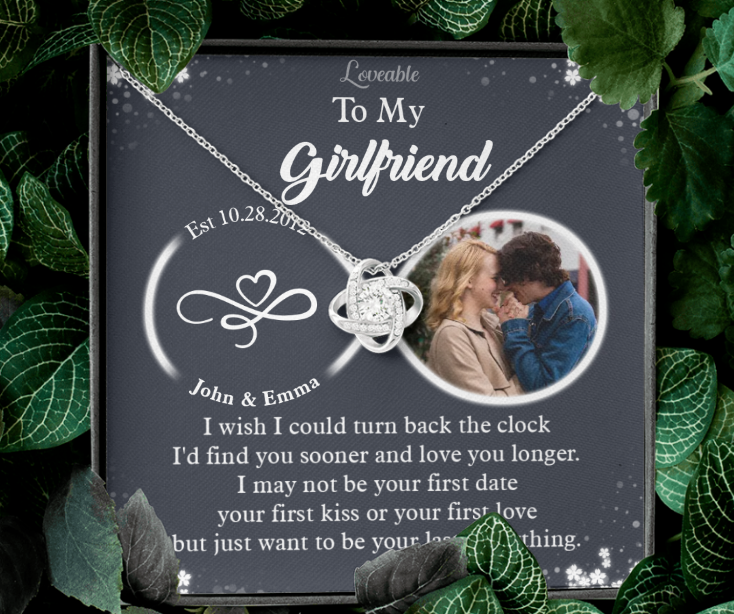 Loveable
To My
Girlfriend
Est 10.28.2012
John & Emma
I wish I could turn back the clock
I'd find you sooner and love you longer.
I may not be your first date
your first kiss or your first love
but just want to be your